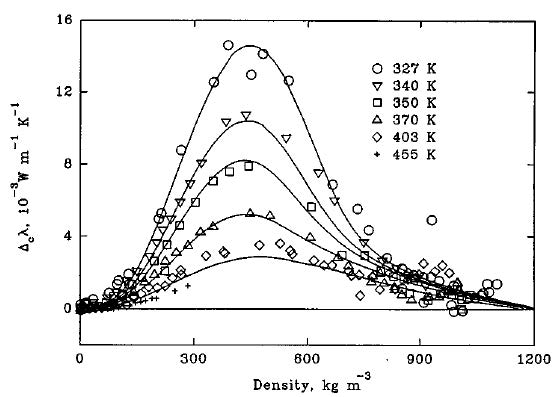 16
12
8
4
0
Δcλ, 10⁻³W m⁻¹ K⁻¹
○ 327 K
▽ 340 K
□ 350 K
△ 370 K
◇ 403 K
+ 455 K
0 300 600 900 1200
Density, kg m⁻³